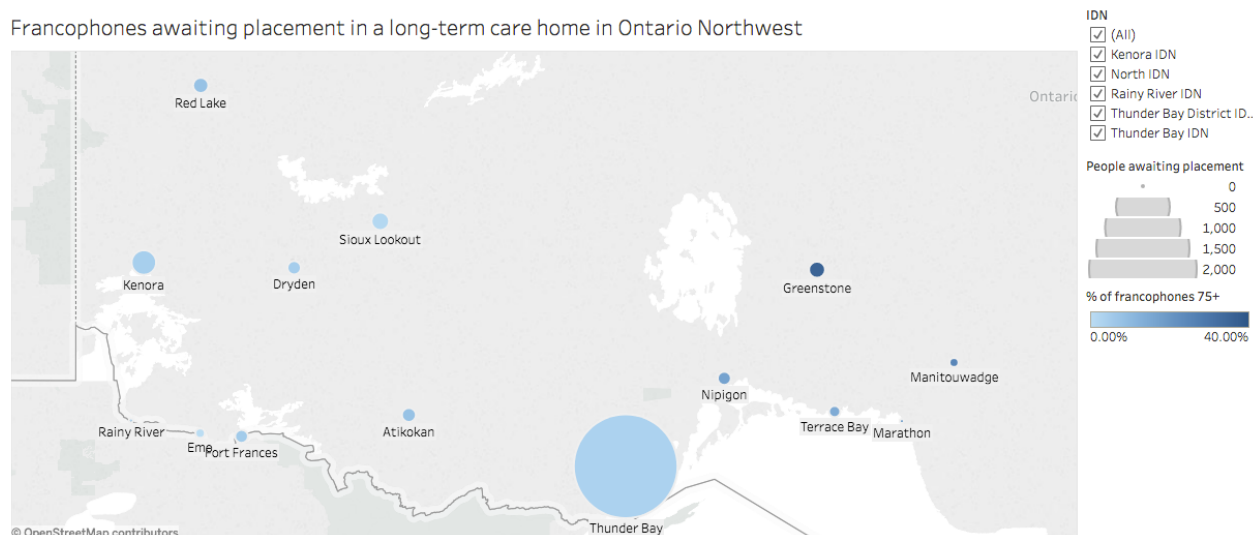 Francophones awaiting placement in a long-term care home in Ontario Northwest
IDN
(All)
Kenora IDN
North IDN
Rainy River IDN
Thunder Bay District ID...
Thunder Bay IDN
People awaiting placement
0
500
1,000
1,500
2,000
% of francophones 75+
0.00% 40.00%
Ontario
Red Lake
Sioux Lookout
Kenora
Dryden
Greenstone
Manitouwadge
Nipigon
Atikokan
Terrace Bay
Marathon
Rainy River
Emo
Fort Frances
Thunder Bay
© OpenStreetMap contributors